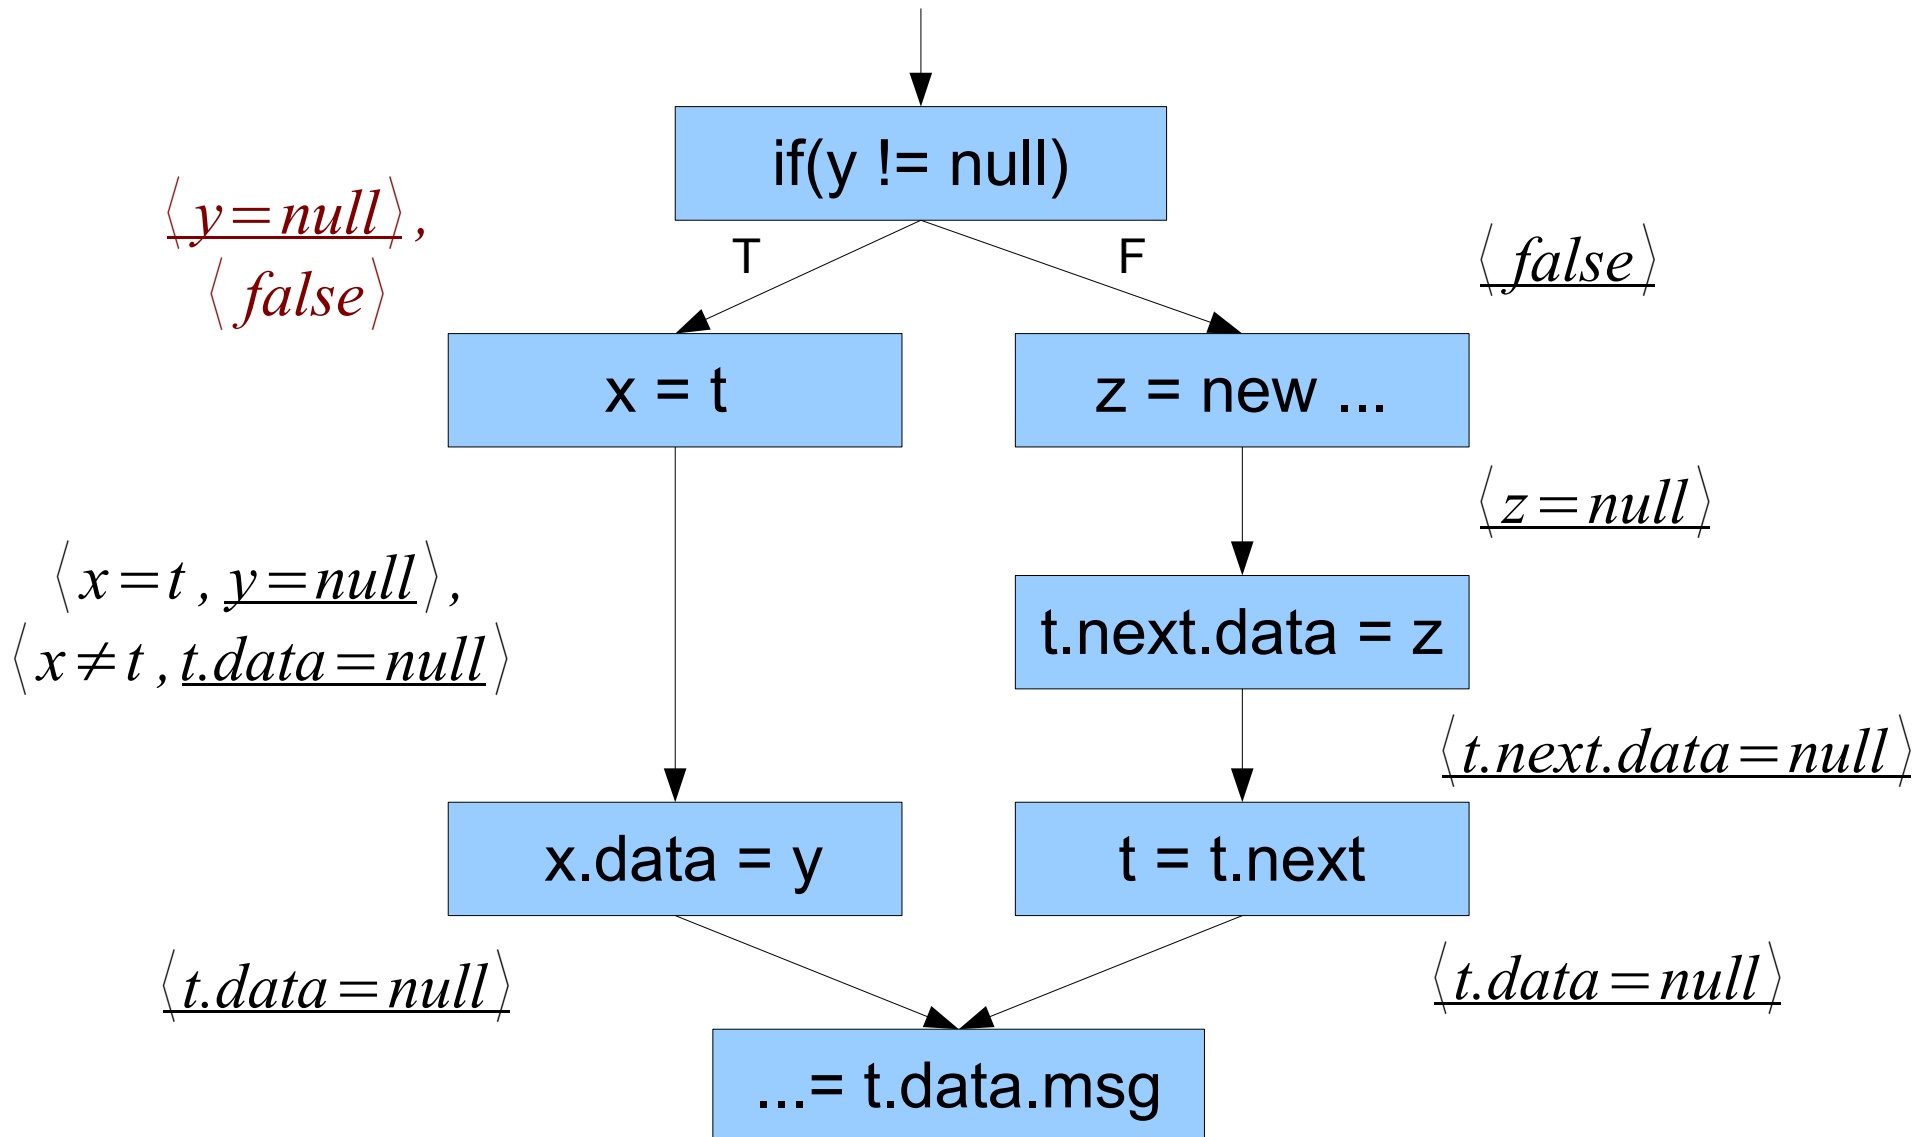 if(y != null)
⟨ y=null⟩ ,
⟨ false⟩
T
F
⟨ false⟩
x = t
z = new ...
⟨ z=null⟩
⟨ x=t , y=null⟩ ,
⟨ x≠t , t.data=null⟩
t.next.data = z
⟨ t.next.data=null⟩
x.data = y
t = t.next
⟨ t.data=null⟩
⟨ t.data=null⟩
...= t.data.msg